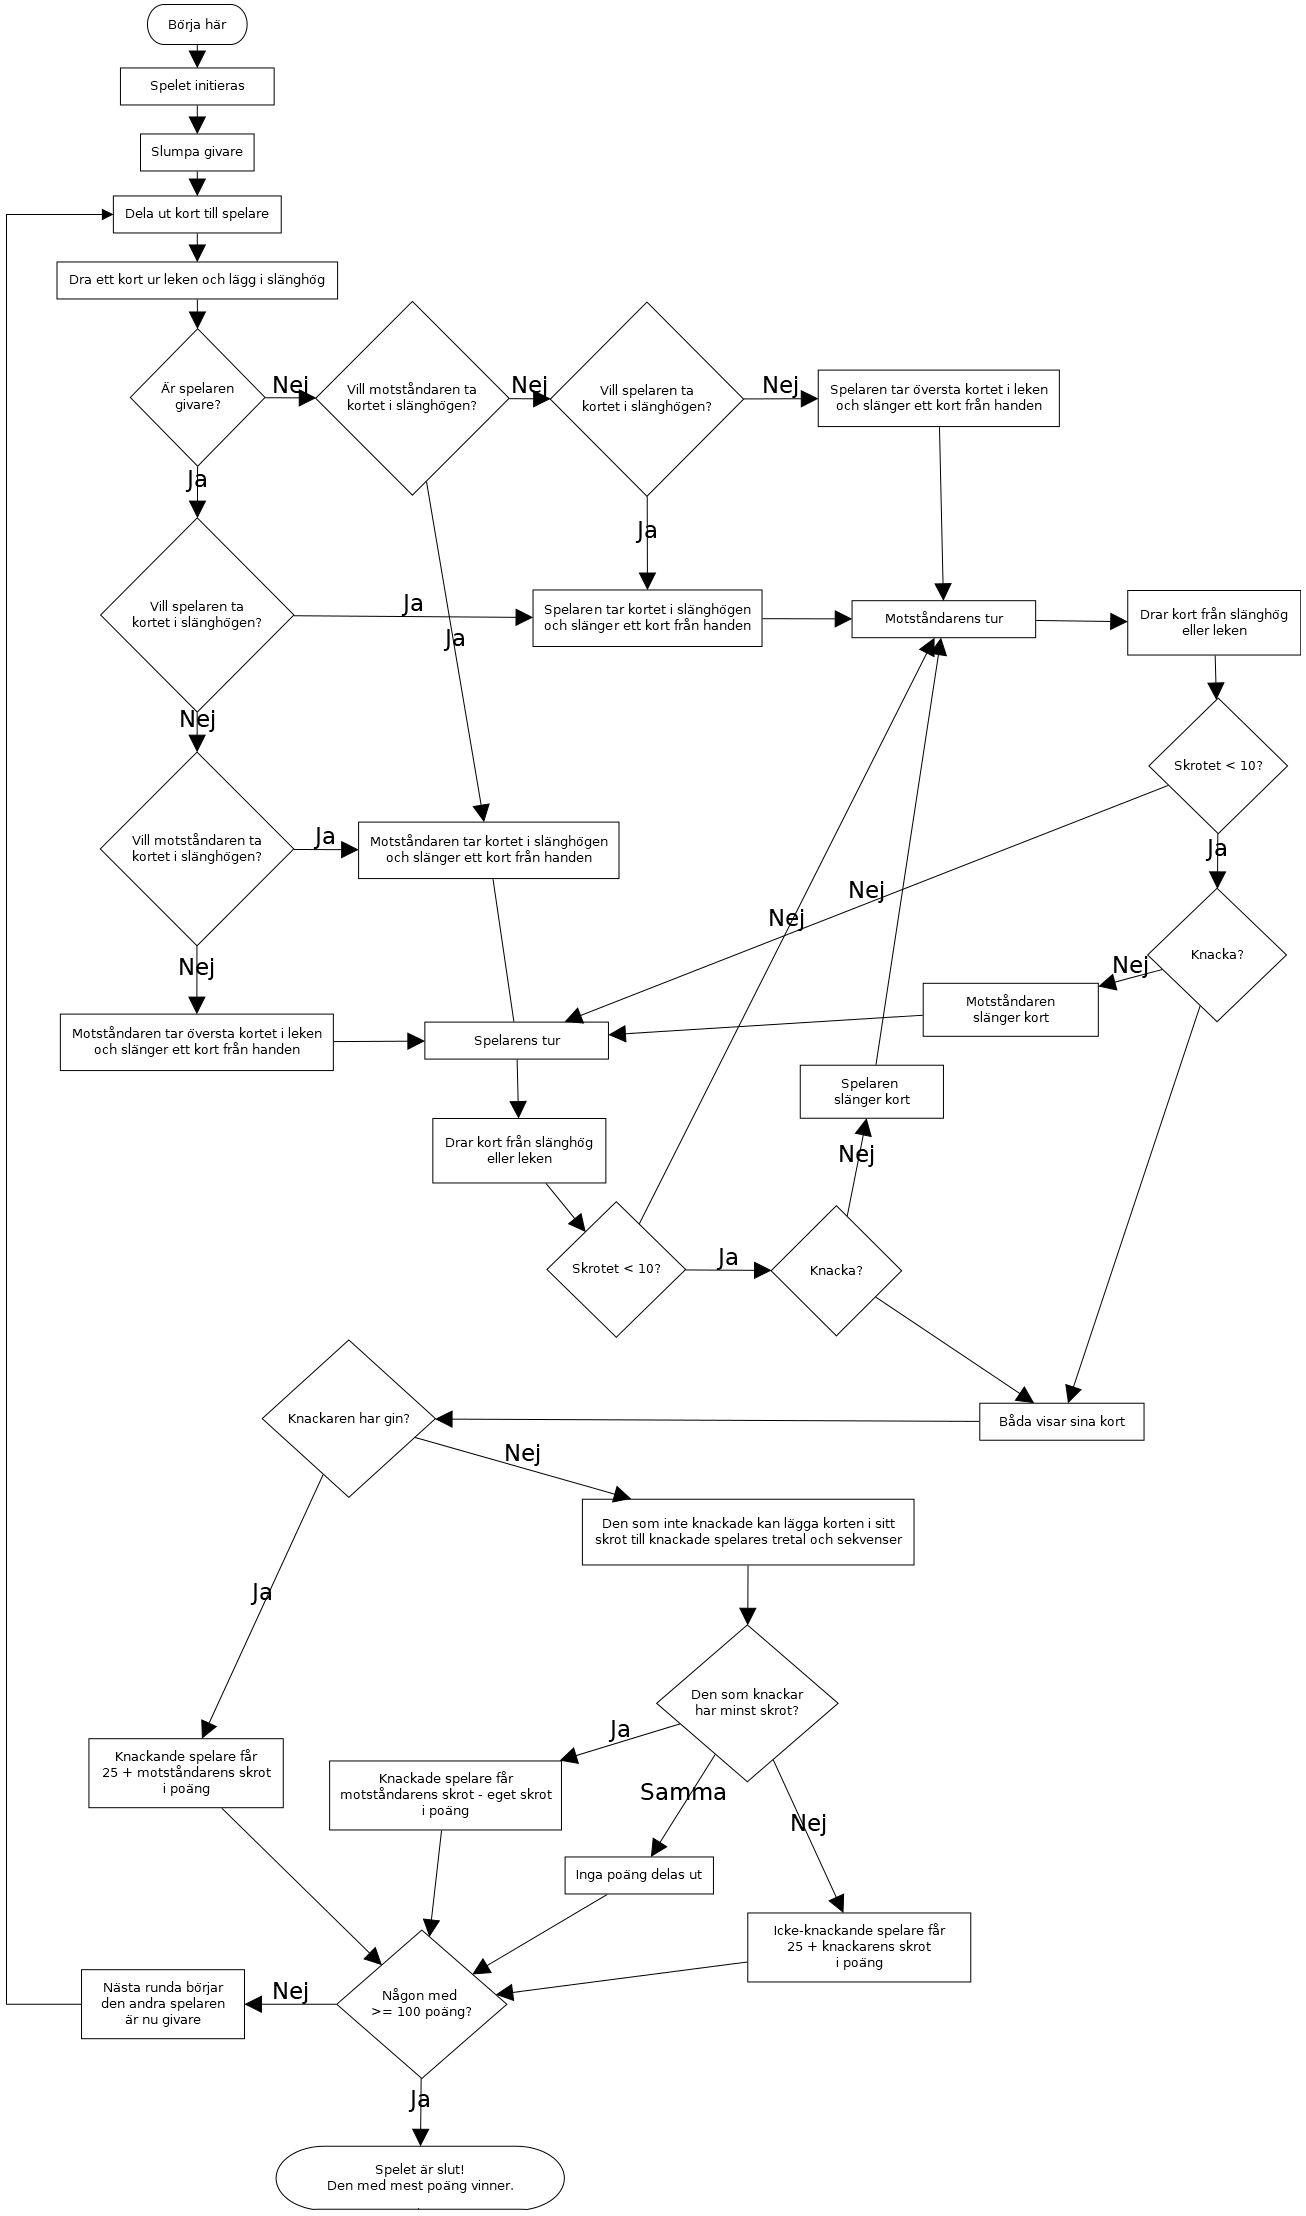 Börja här
Spelet initieras
Slumpa givare
Dela ut kort till spelare
Dra ett kort ur leken och lägg i slänghög
Är spelaren
givare?
Nej
Vill motståndaren ta
kortet i slänghögen?
Nej
Vill spelaren ta
kortet i slänghögen?
Nej
Spelaren tar översta kortet i leken
och slänger ett kort från handen
Ja
Ja
Vill spelaren ta
kortet i slänghögen?
Ja
Ja
Spelaren tar kortet i slänghögen
och slänger ett kort från handen
Motståndarens tur
Drar kort från slänghög
eller leken
Nej
Skrotet < 10?
Vill motståndaren ta
kortet i slänghögen?
Ja
Motståndaren tar kortet i slänghögen
och slänger ett kort från handen
Ja
Nej
Nej
Knacka?
Nej
Nej
Motståndaren
slänger kort
Motståndaren tar översta kortet i leken
och slänger ett kort från handen
Spelarens tur
Spelaren
slänger kort
Drar kort från slänghög
eller leken
Nej
Skrotet < 10?
Ja
Knacka?
Knackaren har gin?
Båda visar sina kort
Nej
Den som inte knackade kan lägga korten i sitt
skrot till knackade spelares tretal och sekvenser
Ja
Den som knackar
har minst skrot?
Ja
Samma
Nej
Knackande spelare får
25 + motståndarens skrot
i poäng
Knackade spelare får
motståndarens skrot - eget skrot
i poäng
Inga poäng delas ut
Icke-knackande spelare får
25 + knackarens skrot
i poäng
Nästa runda börjar
den andra spelaren
är nu givare
Nej
Någon med
>= 100 poäng?
Ja
Spelet är slut!
Den med mest poäng vinner.